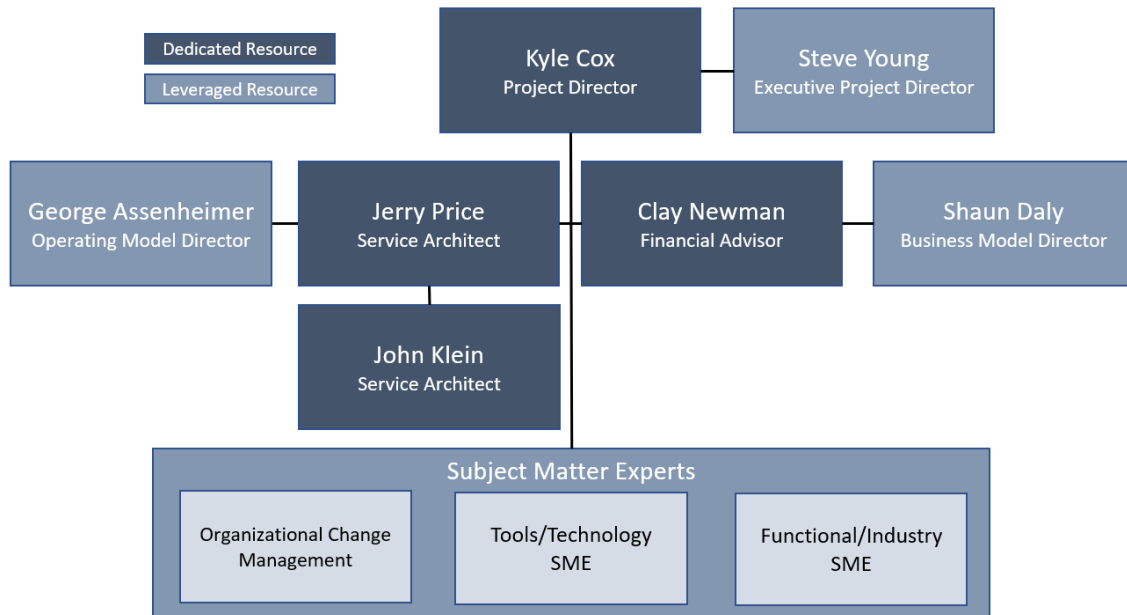 Dedicated Resource
Leveraged Resource
Kyle Cox
Project Director
Steve Young
Executive Project Director
George Assenheimer
Operating Model Director
Jerry Price
Service Architect
Clay Newman
Financial Advisor
Shaun Daly
Business Model Director
John Klein
Service Architect
Subject Matter Experts
Organizational Change
Management
Tools/Technology
SME
Functional/Industry
SME